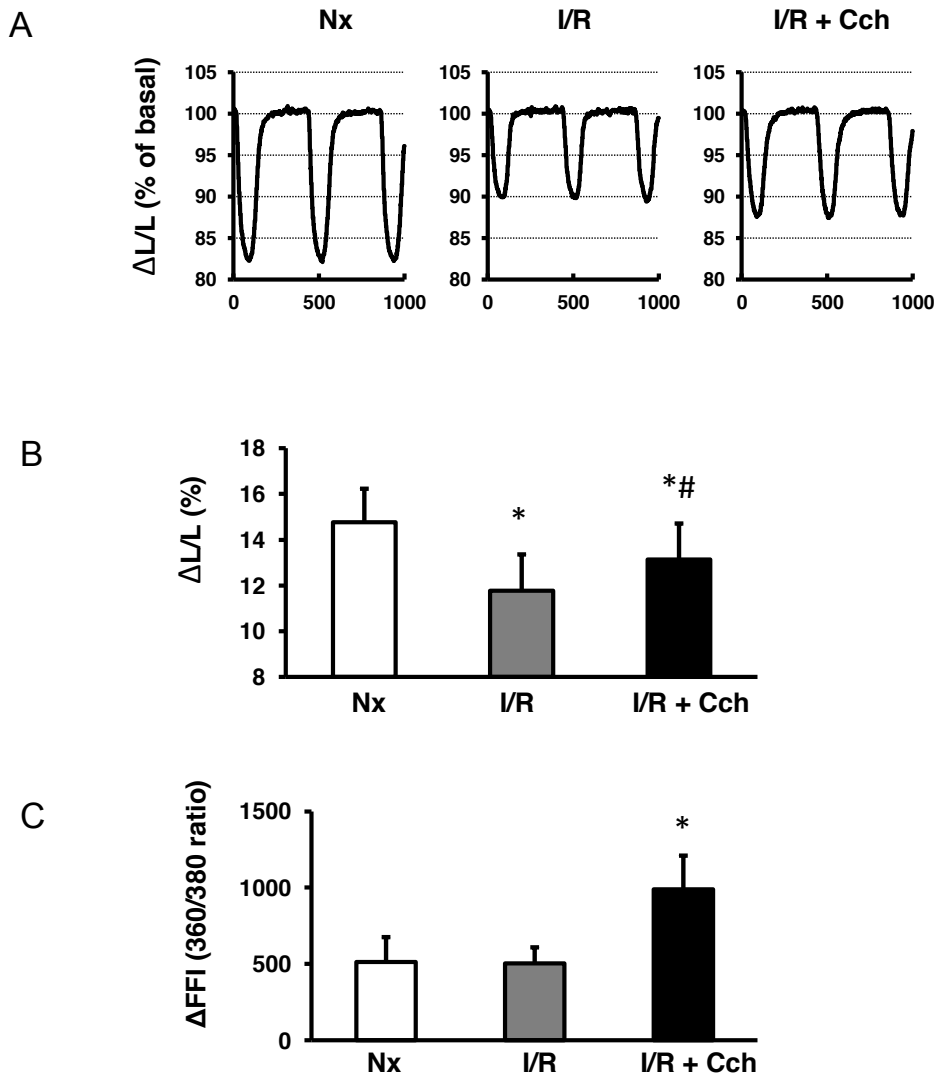 A
Nx I/R I/R + Cch
ΔL/L (% of basal)
105 105 105
100 100 100
95 95 95
90 90 90
85 85 85
80 80 80
0 500 1000 0 500 1000 0 500 1000
B
ΔL/L (%)
18
16
14
12
10
8
* *#
Nx I/R I/R + Cch
C
ΔFFI (360/380 ratio)
1500
1000
500
0
*
Nx I/R I/R + Cch